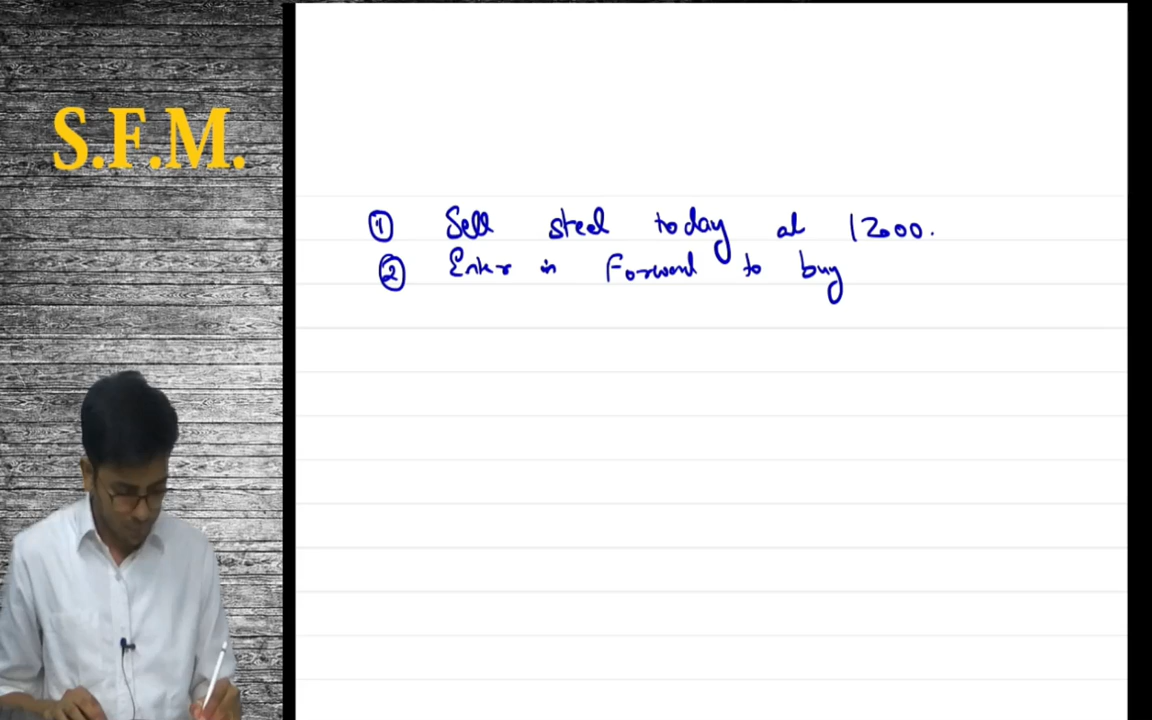 S.F.M.
① Sell steel today at 12000.
② Enter in Forward to buy